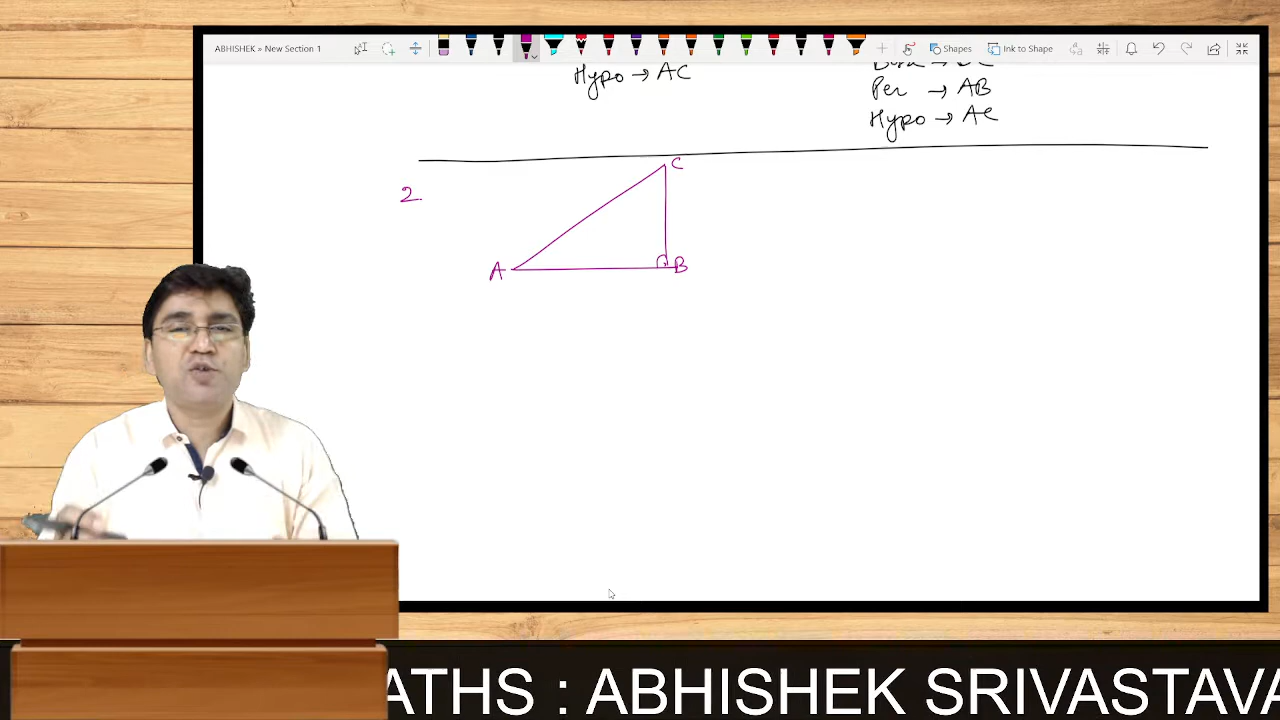 ABHISHEK » New Section 1
Shapes
Ink to Shape
Hypo → AC
Per → AB
Hypo → AC
2.
C
A
B
ATHS : ABHISHEK SRIVASTAVA